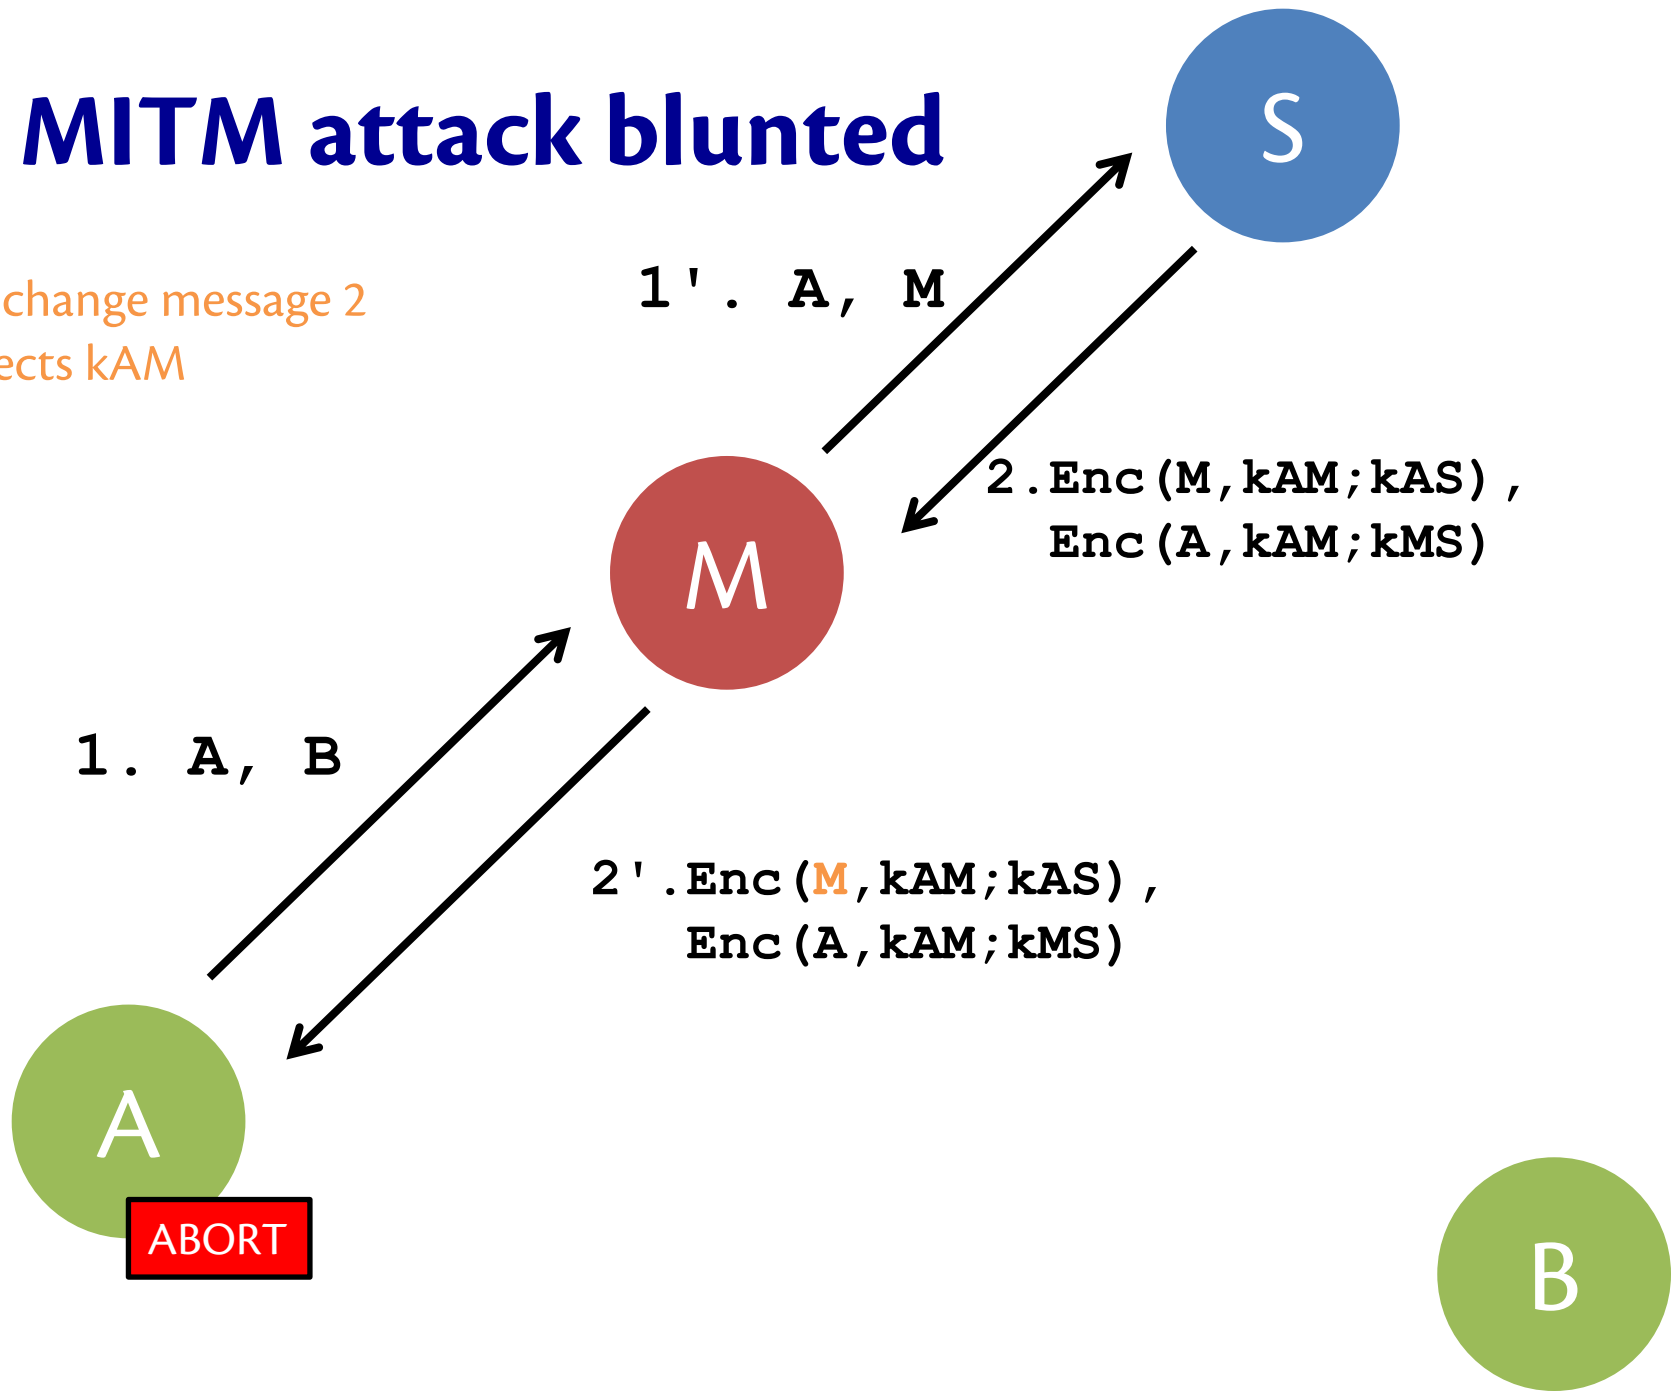 MITM attack blunted
S
1'. A, M
change message 2
kAM
2.Enc(M,kAM;kAS),
Enc(A,kAM;kMS)
M
1. A, B
2'.Enc(M,kAM;kAS),
Enc(A,kAM;kMS)
A
ABORT
B